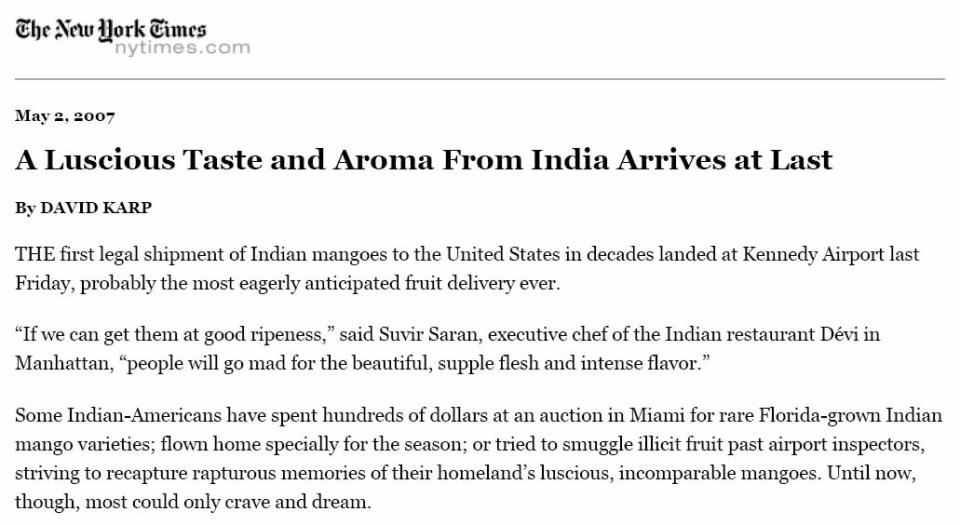 The New York Times
nytimes.com
May 2, 2007
A Luscious Taste and Aroma From India Arrives at Last
By DAVID KARP
THE first legal shipment of Indian mangoes to the United States in decades landed at Kennedy Airport last
Friday, probably the most eagerly anticipated fruit delivery ever.
“If we can get them at good ripeness,” said Suvir Saran, executive chef of the Indian restaurant Dévi in
Manhattan, “people will go mad for the beautiful, supple flesh and intense flavor.”
Some Indian-Americans have spent hundreds of dollars at an auction in Miami for rare Florida-grown Indian
mango varieties; flown home specially for the season; or tried to smuggle illicit fruit past airport inspectors,
striving to recapture rapturous memories of their homeland’s luscious, incomparable mangoes. Until now,
though, most could only crave and dream.